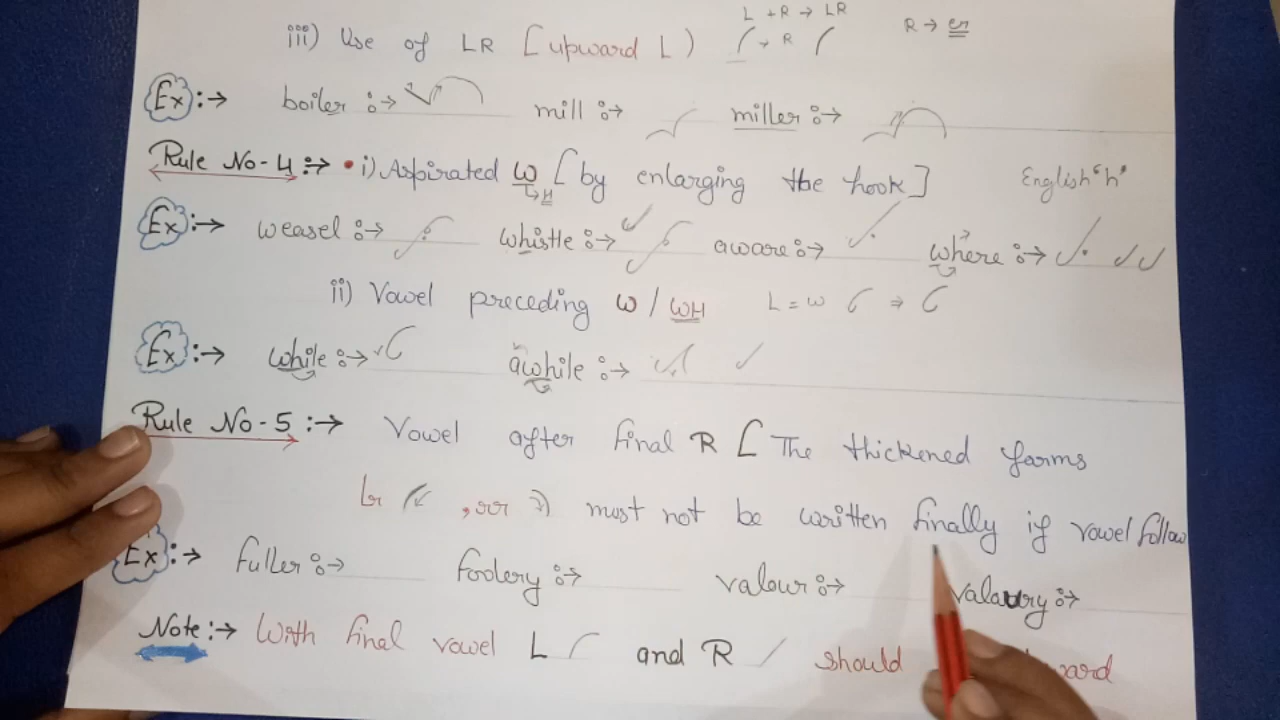 L + R → LR
iii) Use of LR [upward L) → R R → er
Ex :→ boiler :→ mill :→ miller :→
Rule No-4 :→ • i) Aspirated W [by enlarging the hook] English "h"
H
Ex :→ weasel :→ whistle :→ aware :→ where :→
ii) Vowel preceding W / WH L = w ⇒
Ex :→ while :→ awhile :→
Rule No-5 :→ Vowel after final R [The thickened forms
lr , rr must not be written finally if vowel follow
Ex :→ fuller :→ foolery :→ valour :→ valaury :→
Note :→ With final vowel L and R should